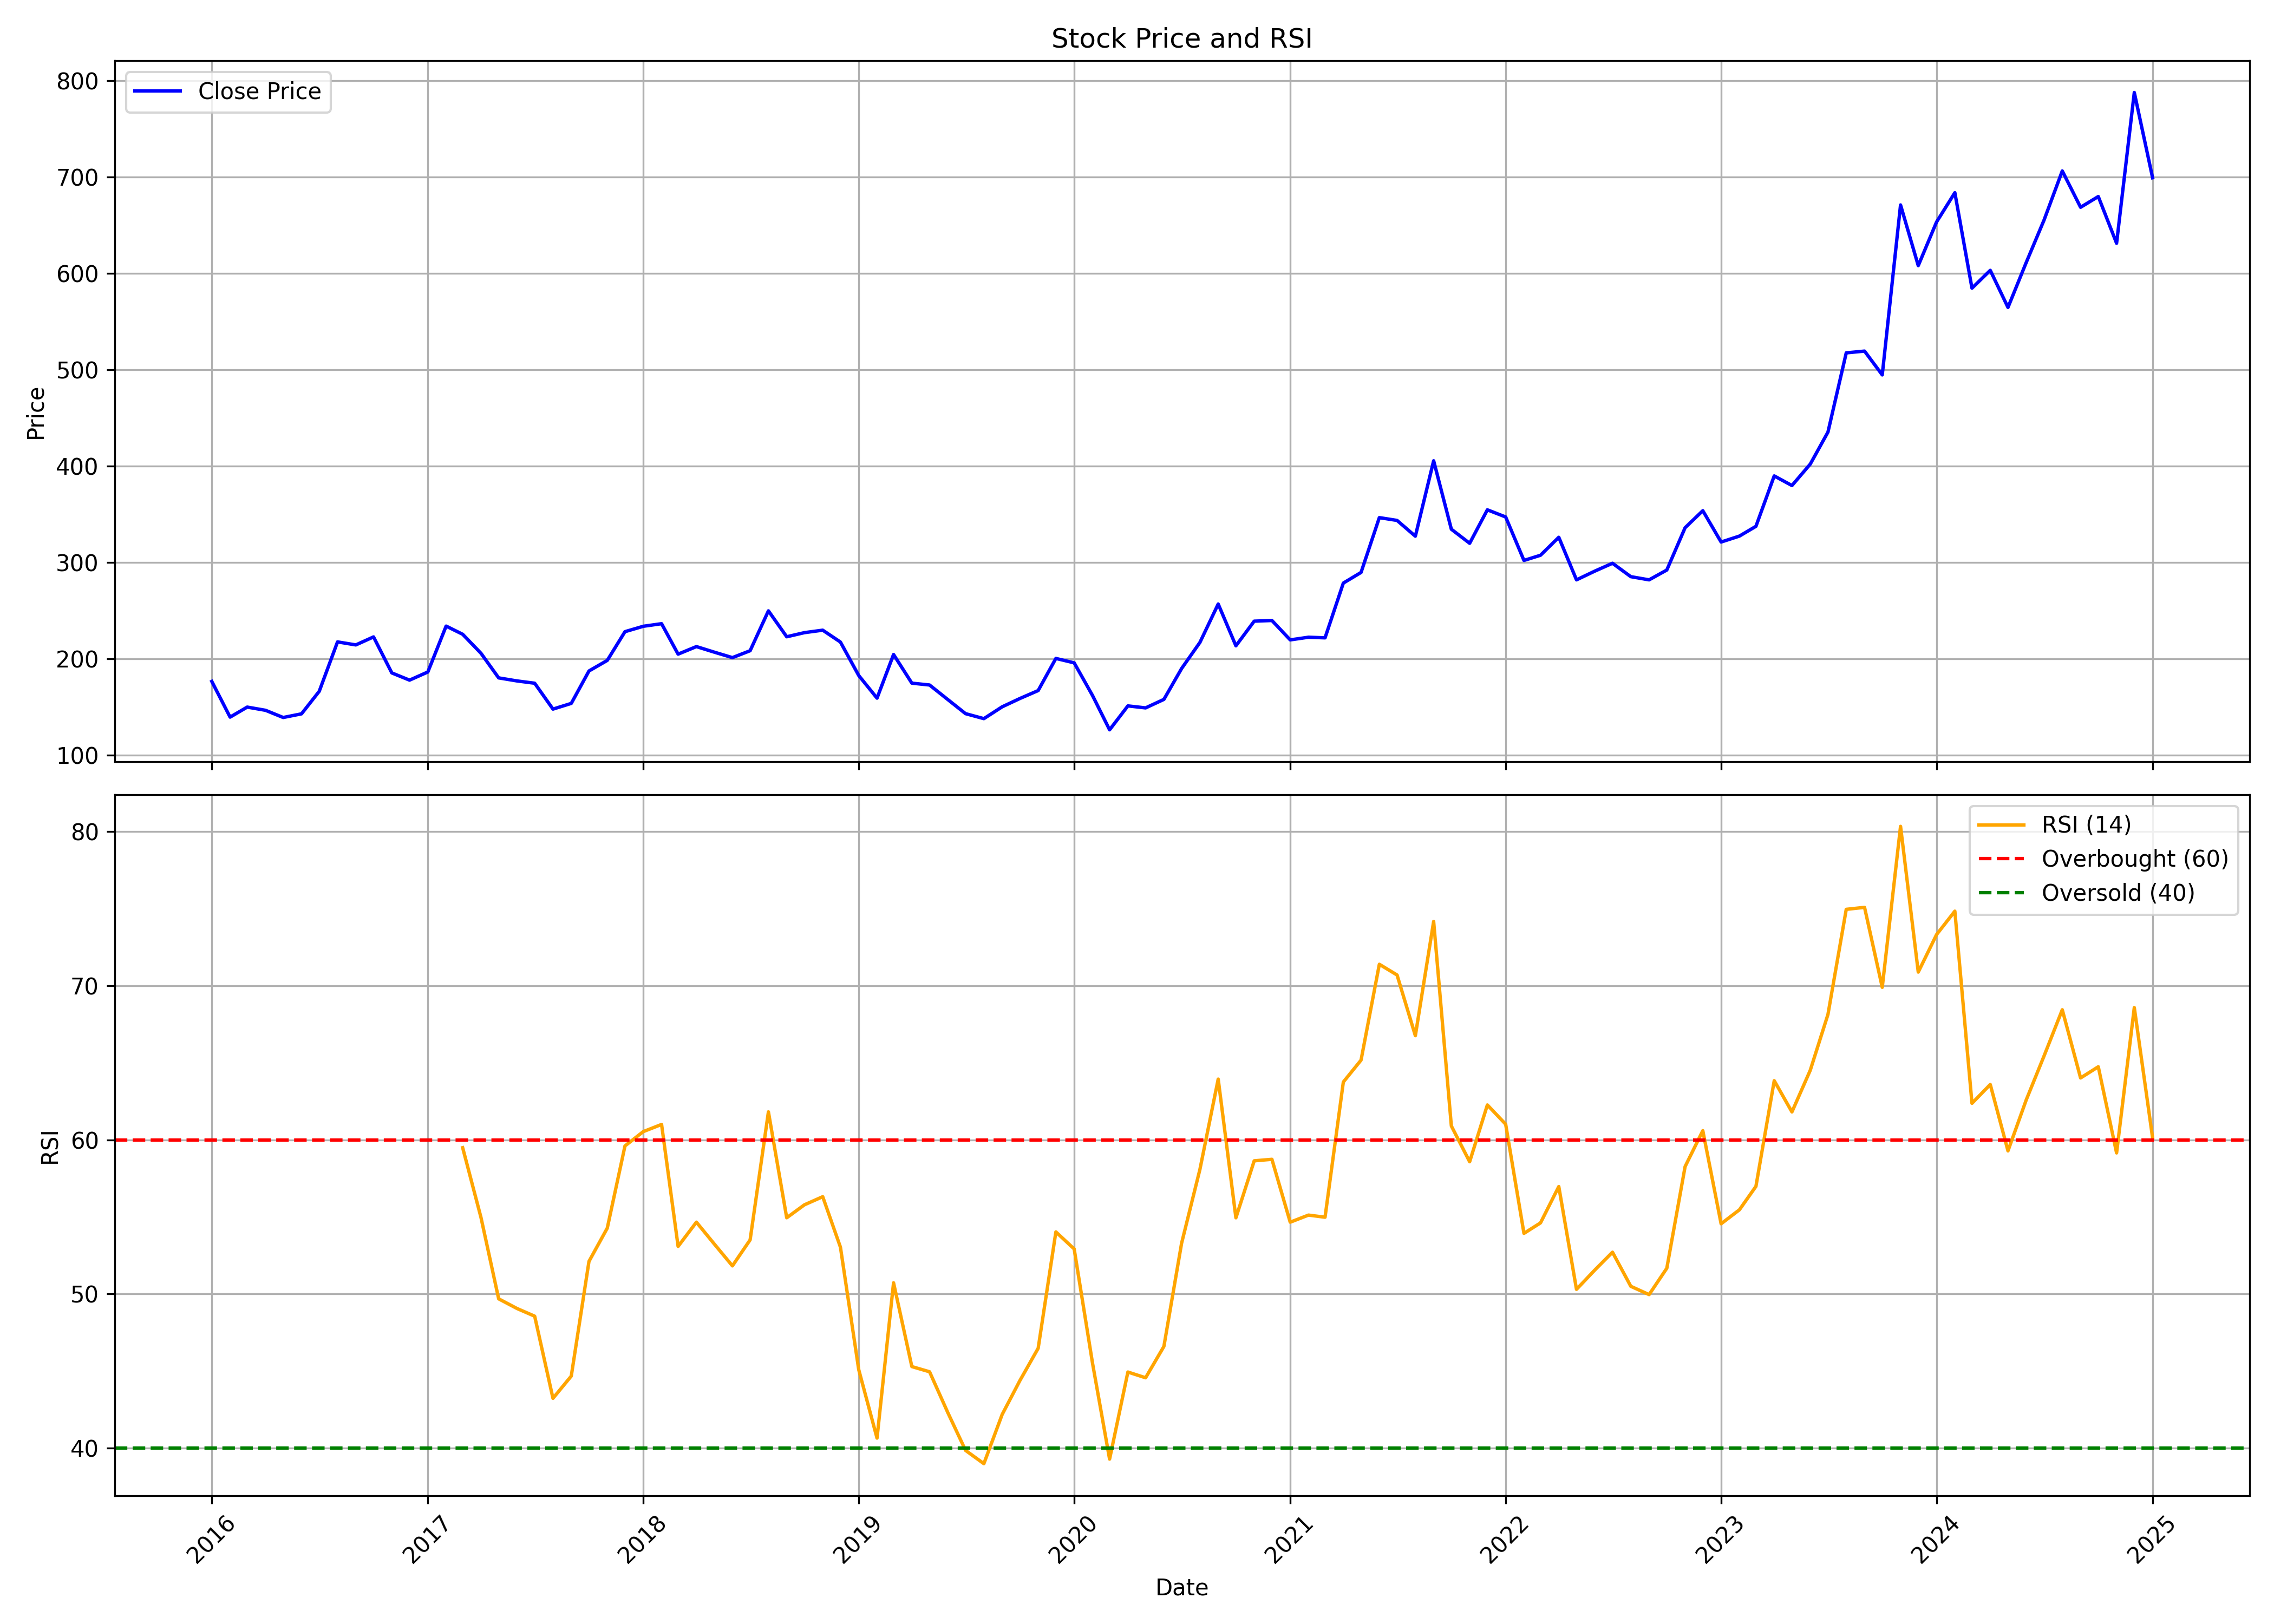 Stock Price and RSI
Close Price
800
700
600
500
400
300
200
100
Price
RSI (14)
Overbought (60)
Oversold (40)
80
70
60
50
40
RSI
2016
2017
2018
2019
2020
2021
2022
2023
2024
2025
Date